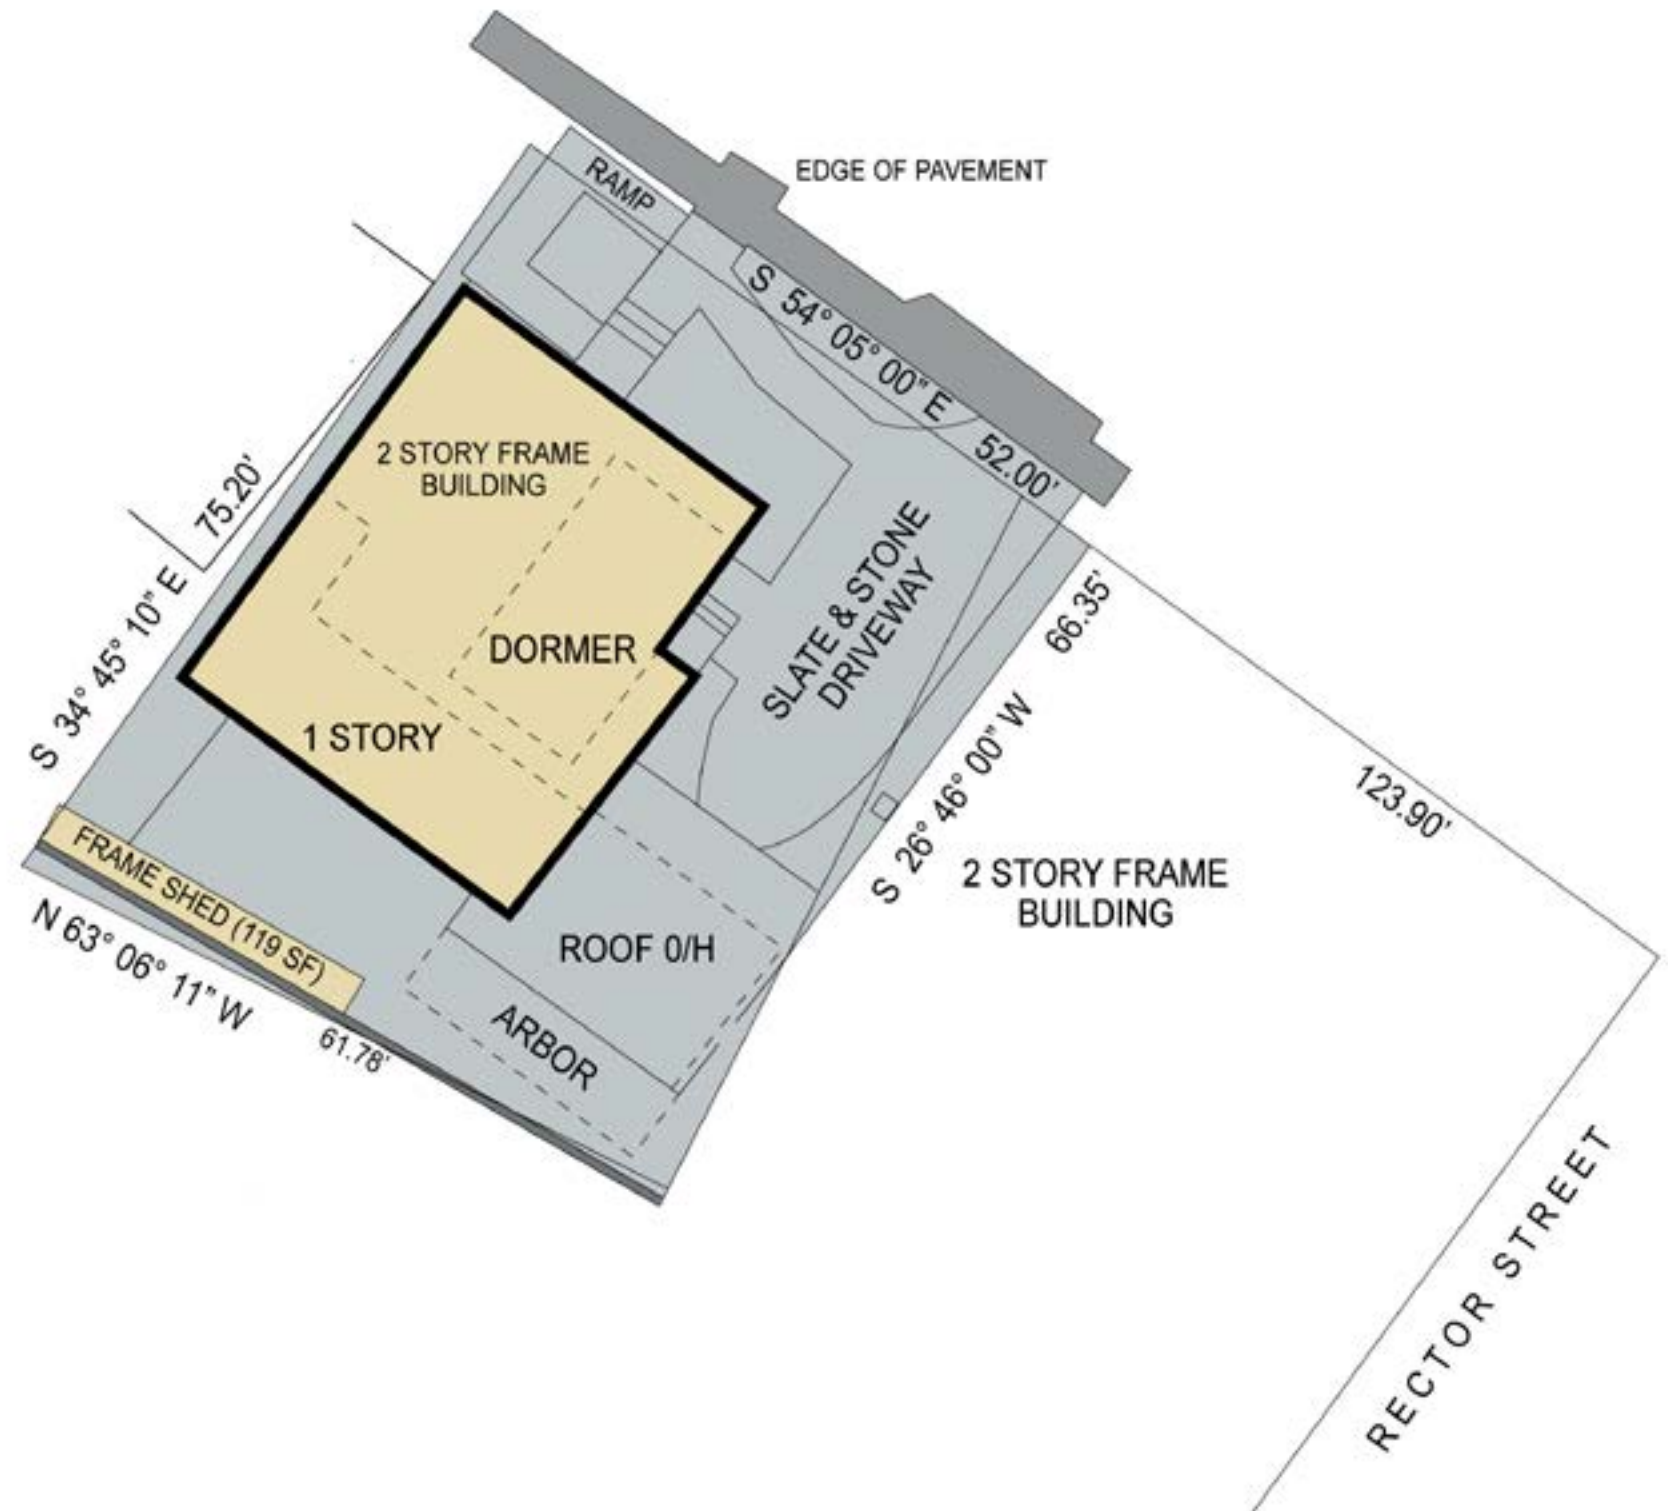 EDGE OF PAVEMENT
RAMP
S 54° 05° 00" E 52.00'
2 STORY FRAME
BUILDING
75.20'
S 34° 45° 10" E
DORMER
1 STORY
SLATE & STONE
DRIVEWAY
66.35'
S 26° 46° 00" W
123.90'
2 STORY FRAME
BUILDING
FRAME SHED (119 SF)
N 63° 06° 11" W 61.78'
ROOF 0/H
ARBOR
RECTOR STREET